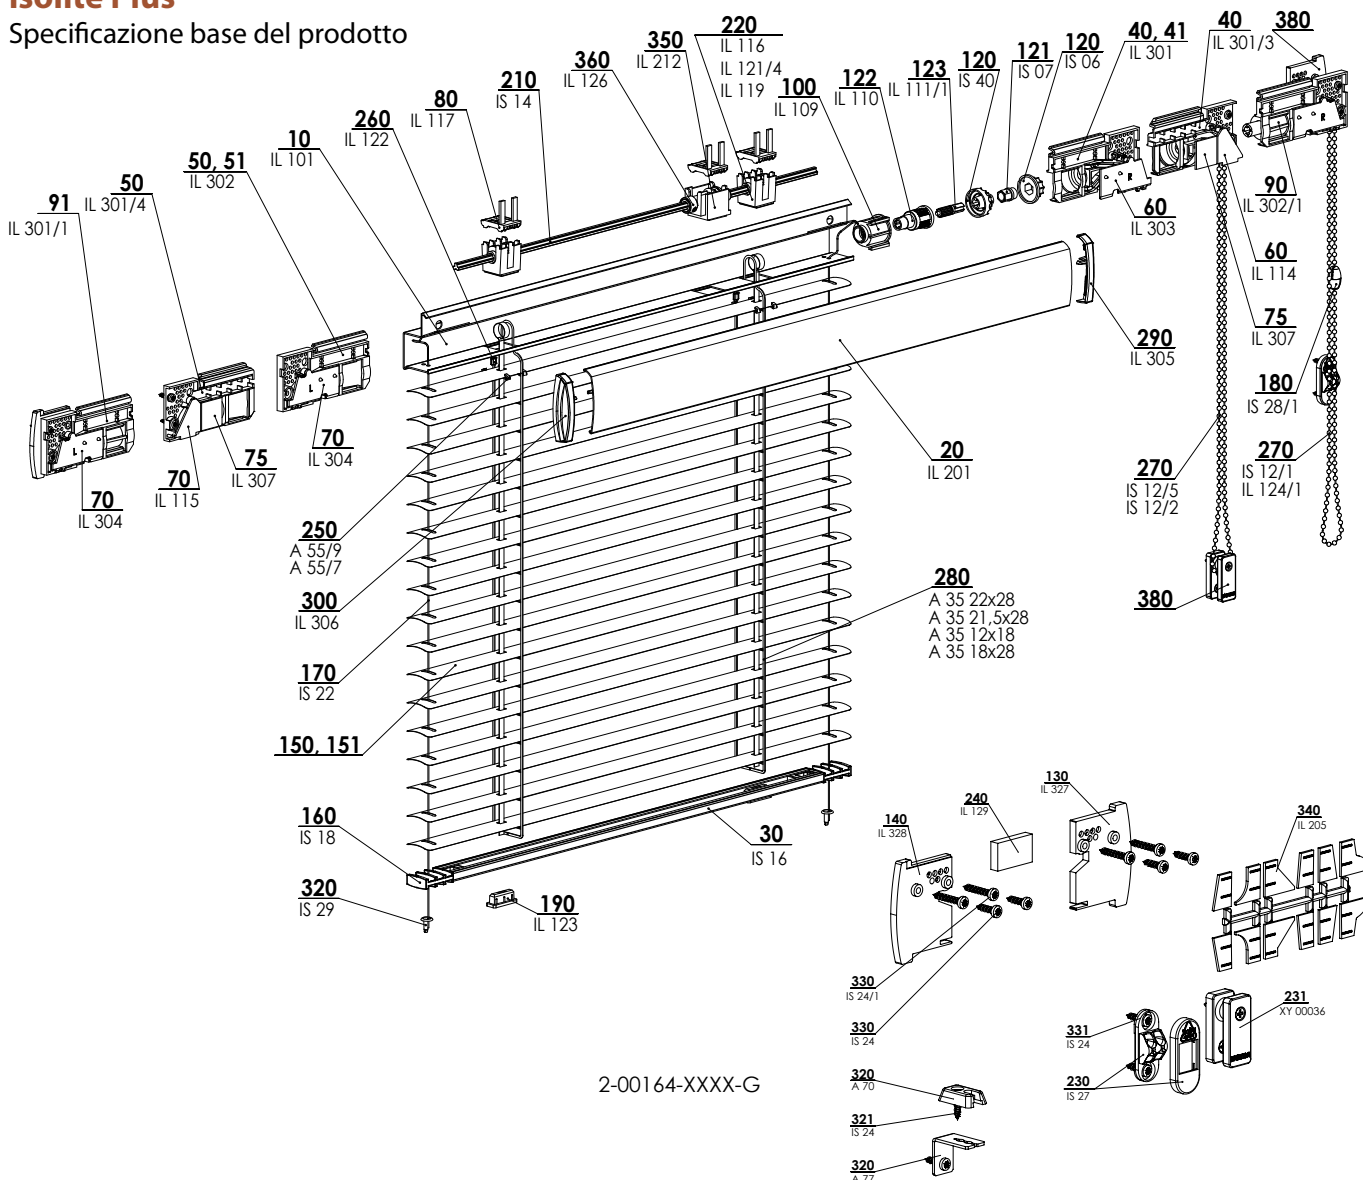 Isolite Plus
Specificazione base del prodotto
380
40
IL 301/3
40, 41
IL 301
220
IL 116
IL 121/4
IL 119
350
IL 212
360
IL 126
210
IS 14
80
IL 117
260
IL 122
10
IL 101
50, 51
IL 302
50
IL 301/4
91
IL 301/1
100
IL 109
122
IL 110
123
IL 111/1
120
IS 40
121
IS 07
120
IS 06
60
IL 303
90
IL 302/1
60
IL 114
75
IL 307
290
IL 305
180
IS 28/1
20
IL 201
270
IS 12/5
IS 12/2
270
IS 12/1
IL 124/1
70
IL 304
70
IL 115
75
IL 307
70
IL 304
L
L
R
R
250
A 55/9
A 55/7
300
IL 306
170
IS 22
280
A 35 22x28
A 35 21,5x28
A 35 12x18
A 35 18x28
380
150, 151
160
IS 18
30
IS 16
320
IS 29
190
IL 123
130
IL 327
240
IL 129
140
IL 328
340
IL 205
330
IS 24/1
330
IS 24
331
IS 24
231
XY 00036
230
IS 27
2-00164-XXXX-G
320
A 70
321
IS 24
320
A 77